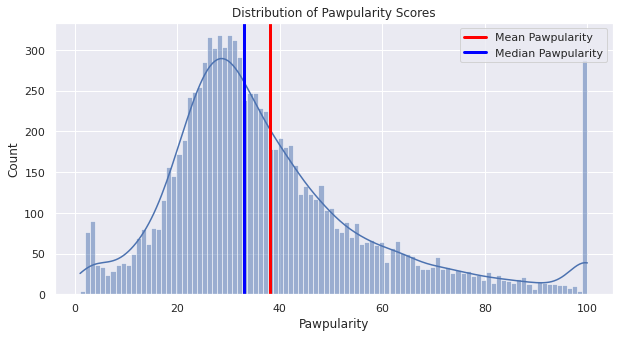 Distribution of Pawpularity Scores
Mean Pawpularity
Median Pawpularity
Count
300
250
200
150
100
50
0
0
20
40
60
80
100
Pawpularity